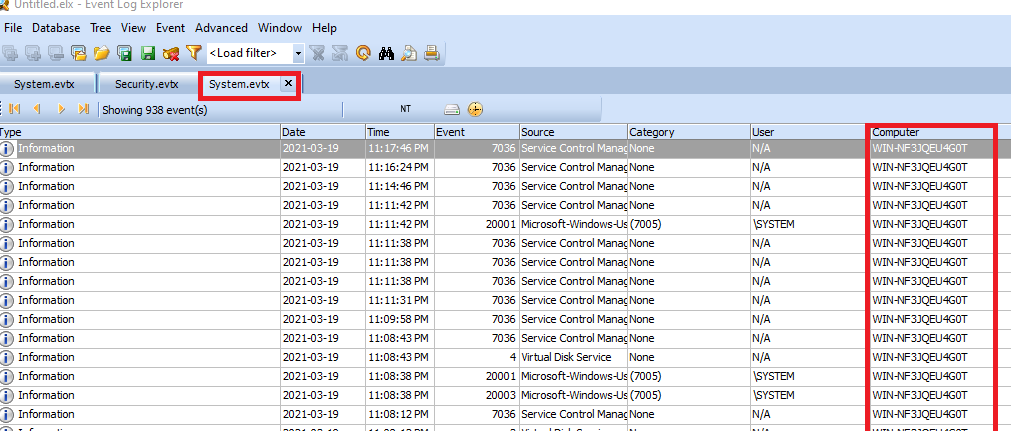 Untitled.elx - Event Log Explorer
File Database Tree View Event Advanced Window Help
<Load filter>
System.evtx Security.evtx System.evtx
Showing 938 event(s) NT
Type Date Time Event Source Category User Computer
Information 2021-03-19 11:17:46 PM 7036 Service Control Manag None N/A WIN-NF3JQEU4G0T
Information 2021-03-19 11:16:24 PM 7036 Service Control Manag None N/A WIN-NF3JQEU4G0T
Information 2021-03-19 11:14:46 PM 7036 Service Control Manag None N/A WIN-NF3JQEU4G0T
Information 2021-03-19 11:11:42 PM 7036 Service Control Manag None N/A WIN-NF3JQEU4G0T
Information 2021-03-19 11:11:42 PM 20001 Microsoft-Windows-Us (7005) \SYSTEM WIN-NF3JQEU4G0T
Information 2021-03-19 11:11:38 PM 7036 Service Control Manag None N/A WIN-NF3JQEU4G0T
Information 2021-03-19 11:11:38 PM 7036 Service Control Manag None N/A WIN-NF3JQEU4G0T
Information 2021-03-19 11:11:38 PM 7036 Service Control Manag None N/A WIN-NF3JQEU4G0T
Information 2021-03-19 11:11:31 PM 7036 Service Control Manag None N/A WIN-NF3JQEU4G0T
Information 2021-03-19 11:09:58 PM 7036 Service Control Manag None N/A WIN-NF3JQEU4G0T
Information 2021-03-19 11:08:43 PM 7036 Service Control Manag None N/A WIN-NF3JQEU4G0T
Information 2021-03-19 11:08:43 PM 4 Virtual Disk Service None N/A WIN-NF3JQEU4G0T
Information 2021-03-19 11:08:38 PM 20001 Microsoft-Windows-Us (7005) \SYSTEM WIN-NF3JQEU4G0T
Information 2021-03-19 11:08:38 PM 20003 Microsoft-Windows-Us (7005) \SYSTEM WIN-NF3JQEU4G0T
Information 2021-03-19 11:08:12 PM 7036 Service Control Manag None N/A WIN-NF3JQEU4G0T